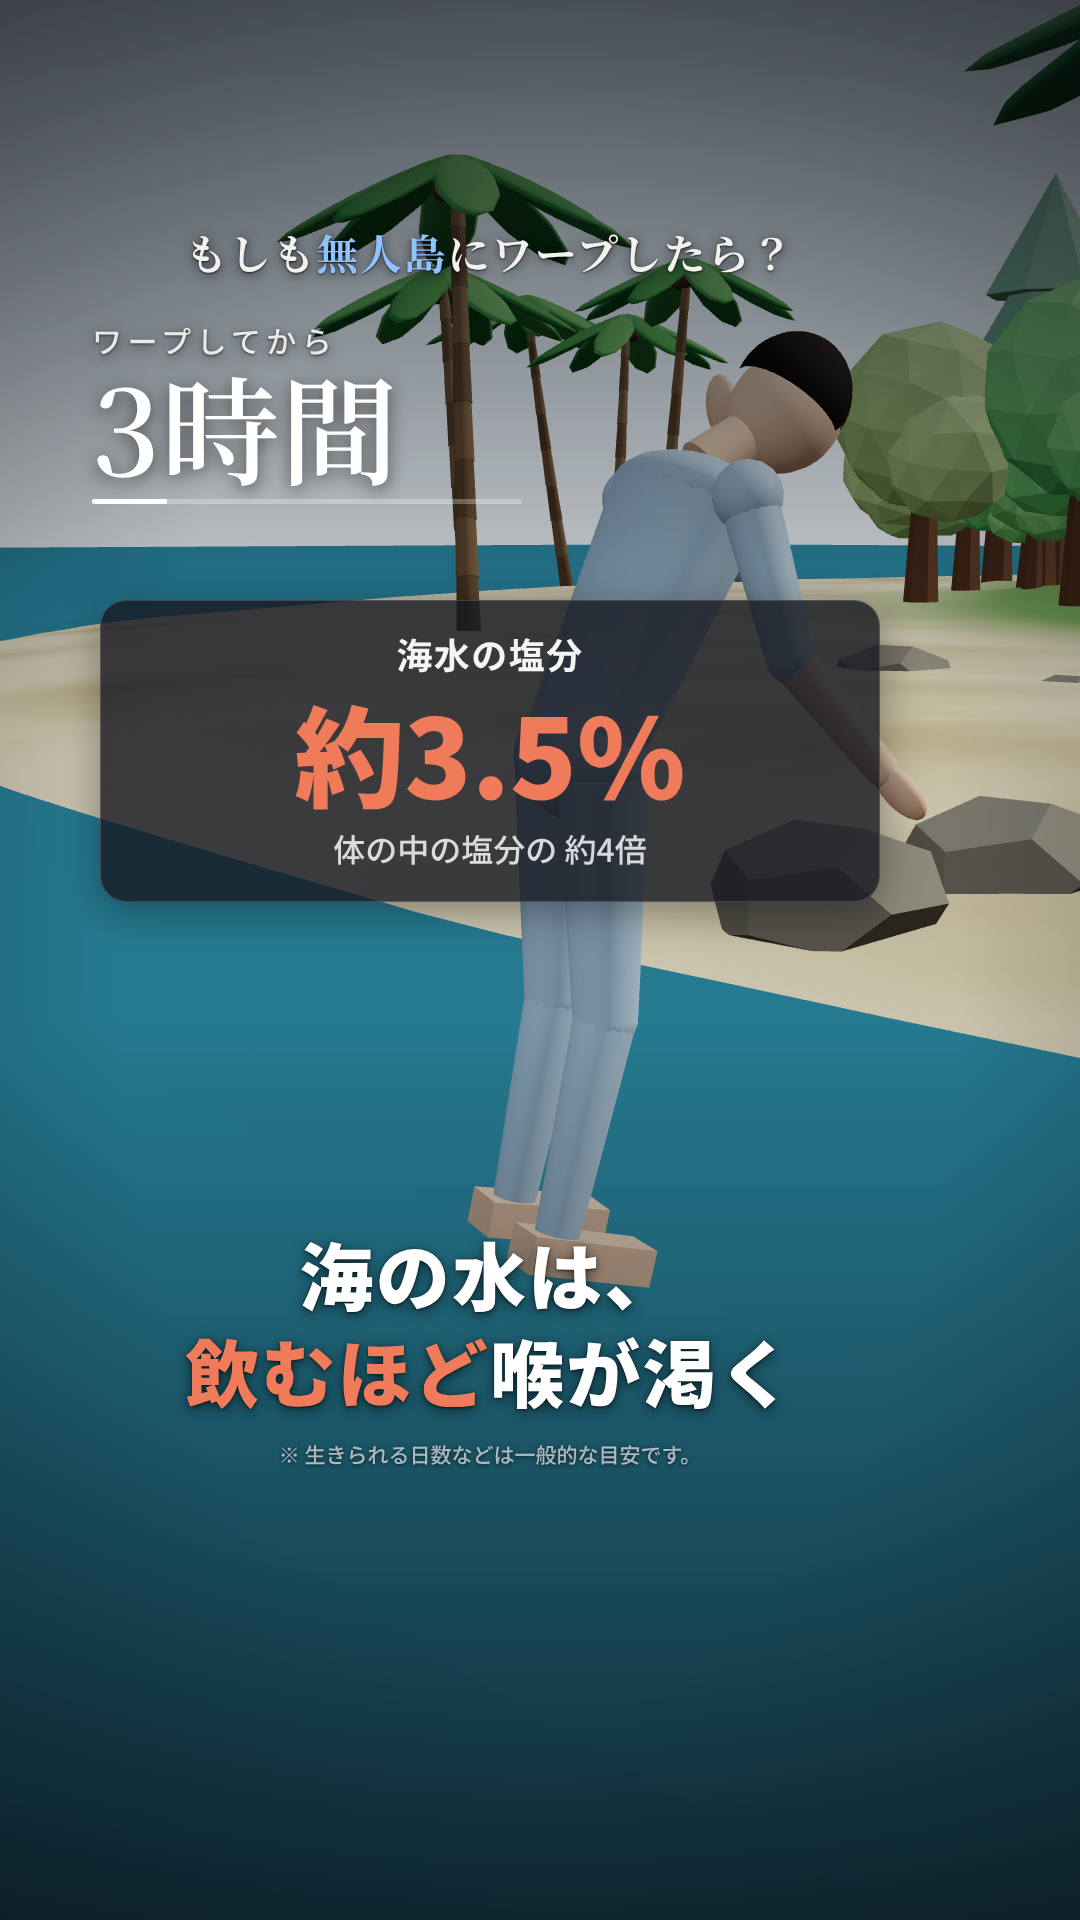 もしも無人島にワープしたら？
ワープしてから
3時間
海水の塩分
約3.5%
体の中の塩分の 約4倍
海の水は、
飲むほど喉が渇く
※ 生きられる日数などは一般的な目安です。